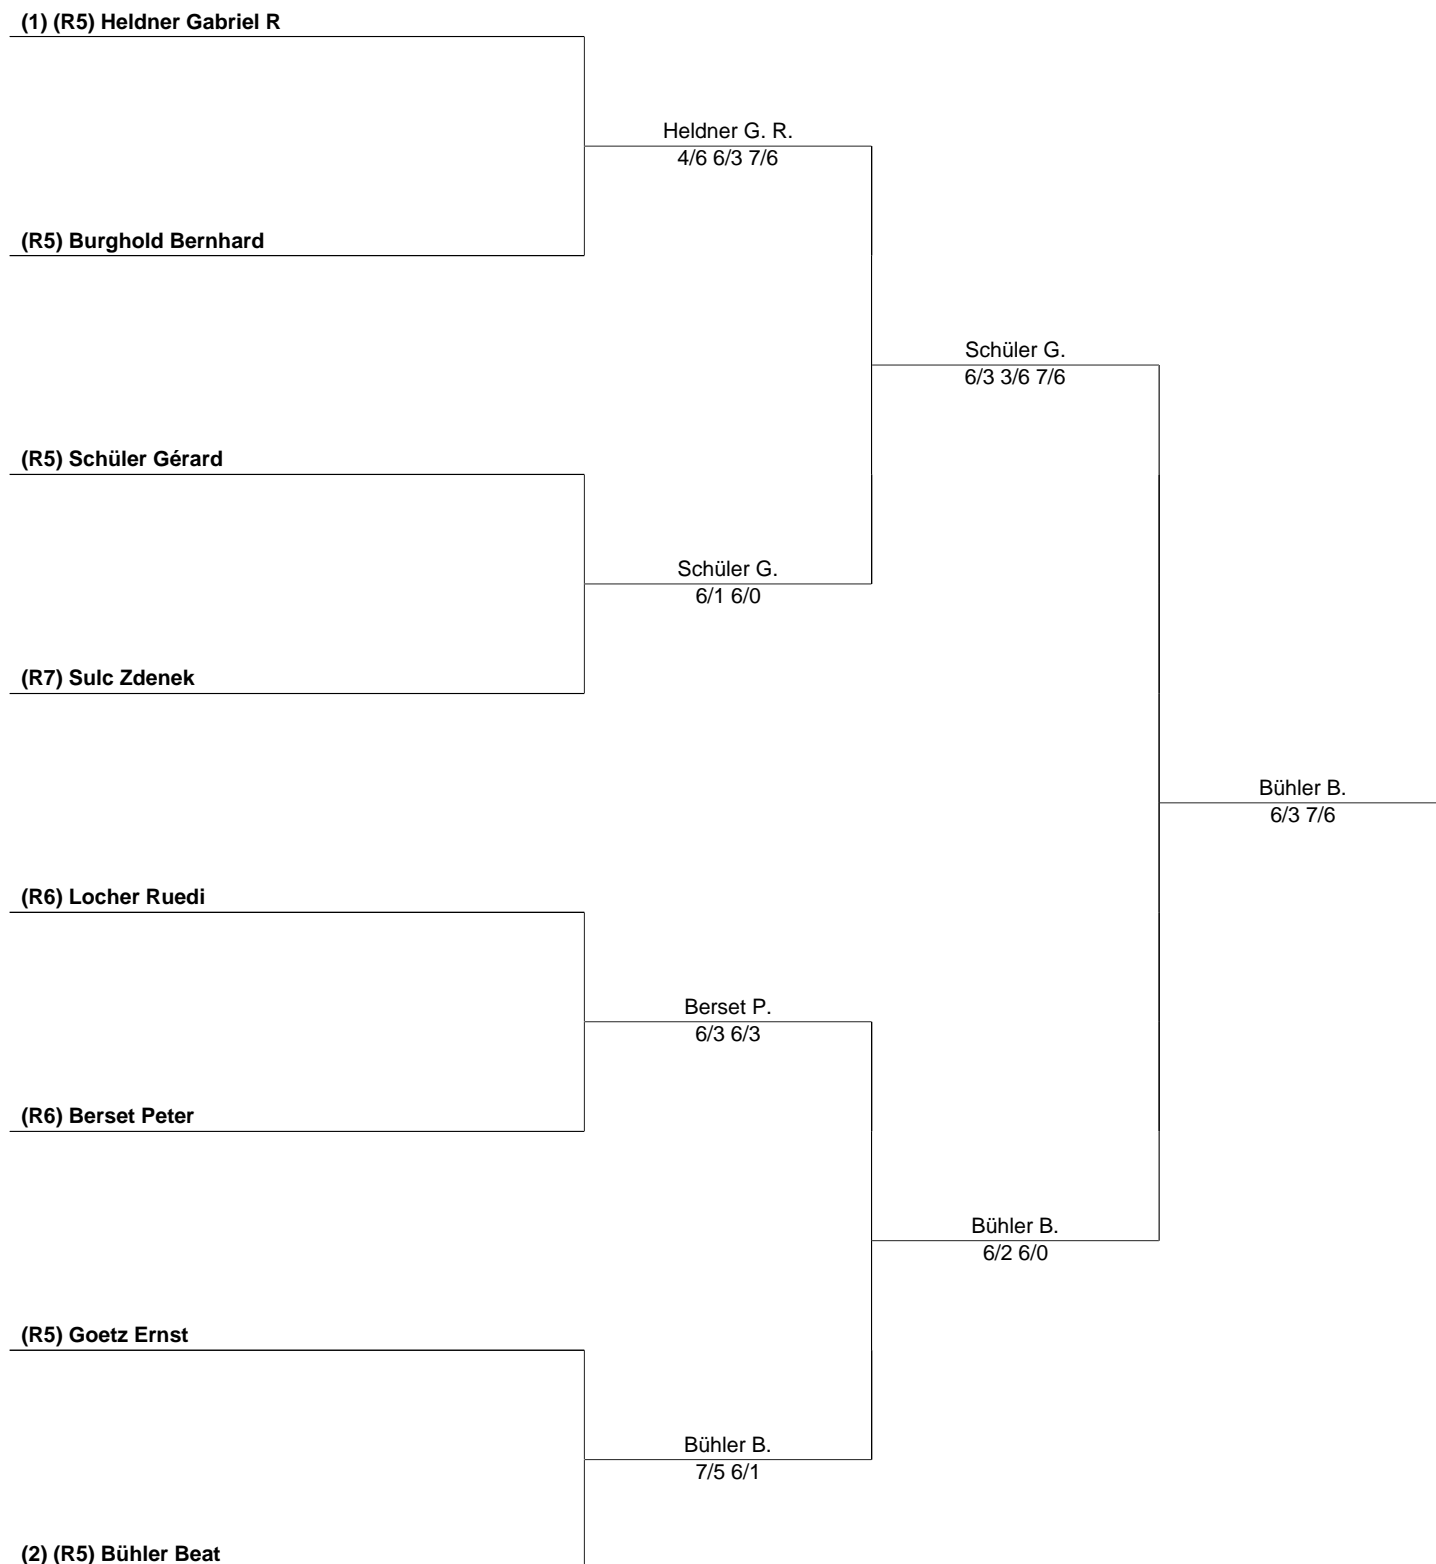 (1) (R5) Heldner Gabriel R
Heldner G. R.
4/6 6/3 7/6
(R5) Burghold Bernhard
Schüler G.
6/3 3/6 7/6
(R5) Schüler Gérard
Schüler G.
6/1 6/0
(R7) Sulc Zdenek
Bühler B.
6/3 7/6
(R6) Locher Ruedi
Berset P.
6/3 6/3
(R6) Berset Peter
Bühler B.
6/2 6/0
(R5) Goetz Ernst
Bühler B.
7/5 6/1
(2) (R5) Bühler Beat